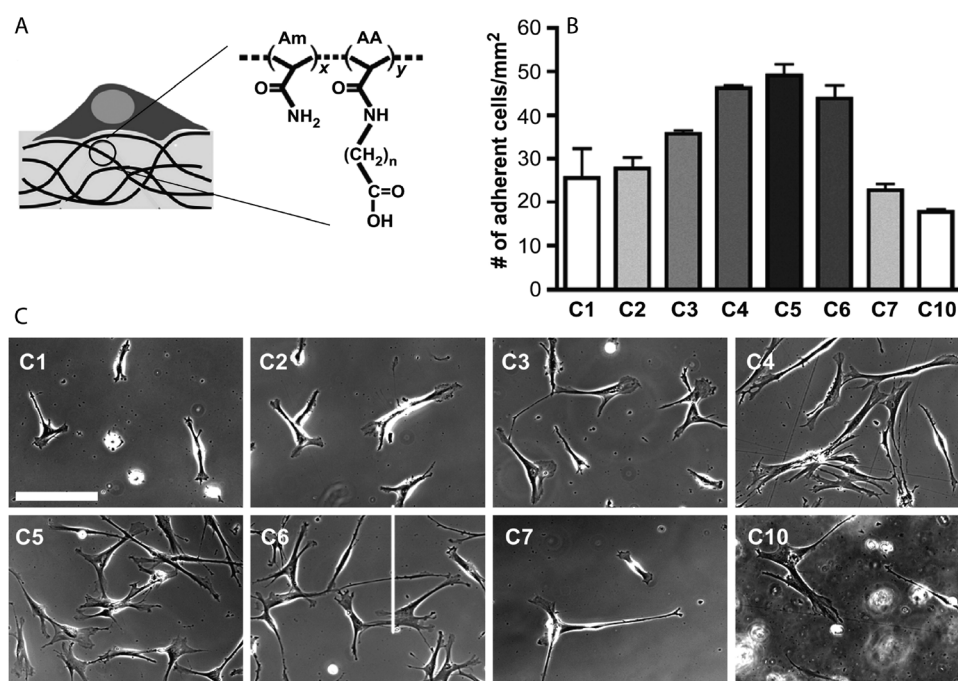 A
Am
AA
x
y
O
NH₂
O
NH
(CH₂)n
C=O
OH
B
# of adherent cells/mm²
60
50
40
30
20
10
0
C1 C2 C3 C4 C5 C6 C7 C10
C
C1 C2 C3 C4
C5 C6 C7 C10